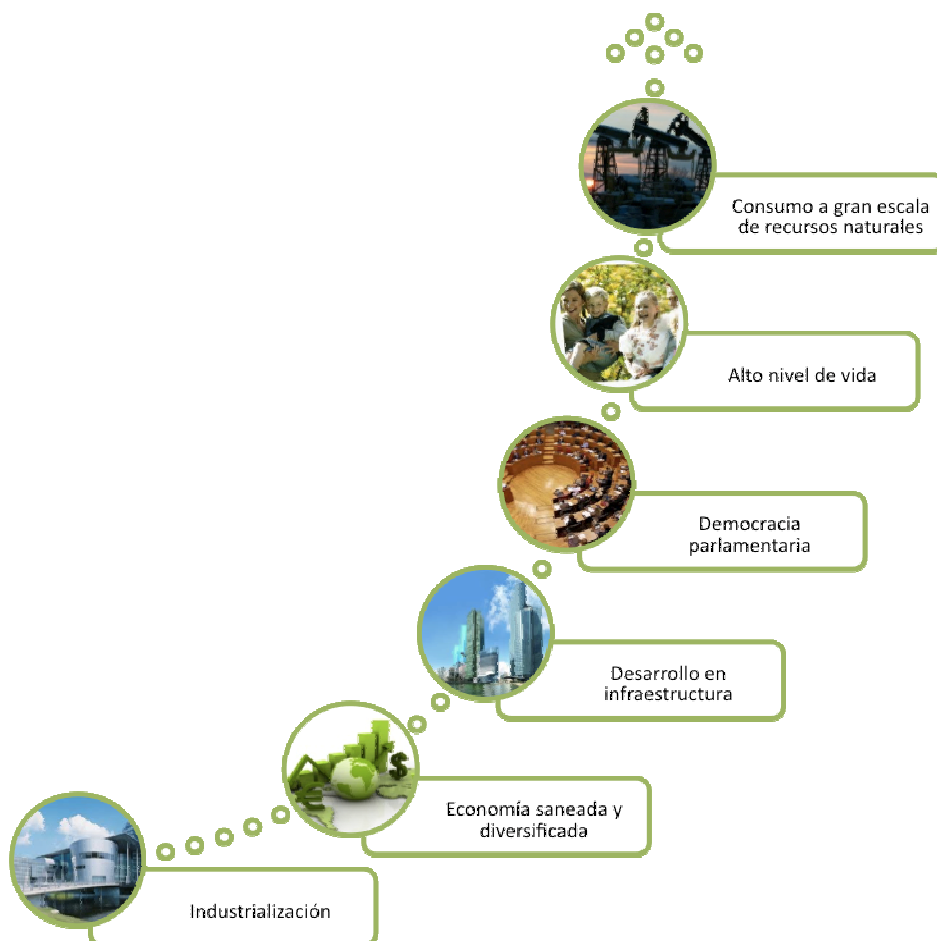 Consumo a gran escala
de recursos naturales
Alto nivel de vida
Democracia
parlamentaria
Desarrollo en
infraestructura
Economía saneada y
diversificada
Industrialización